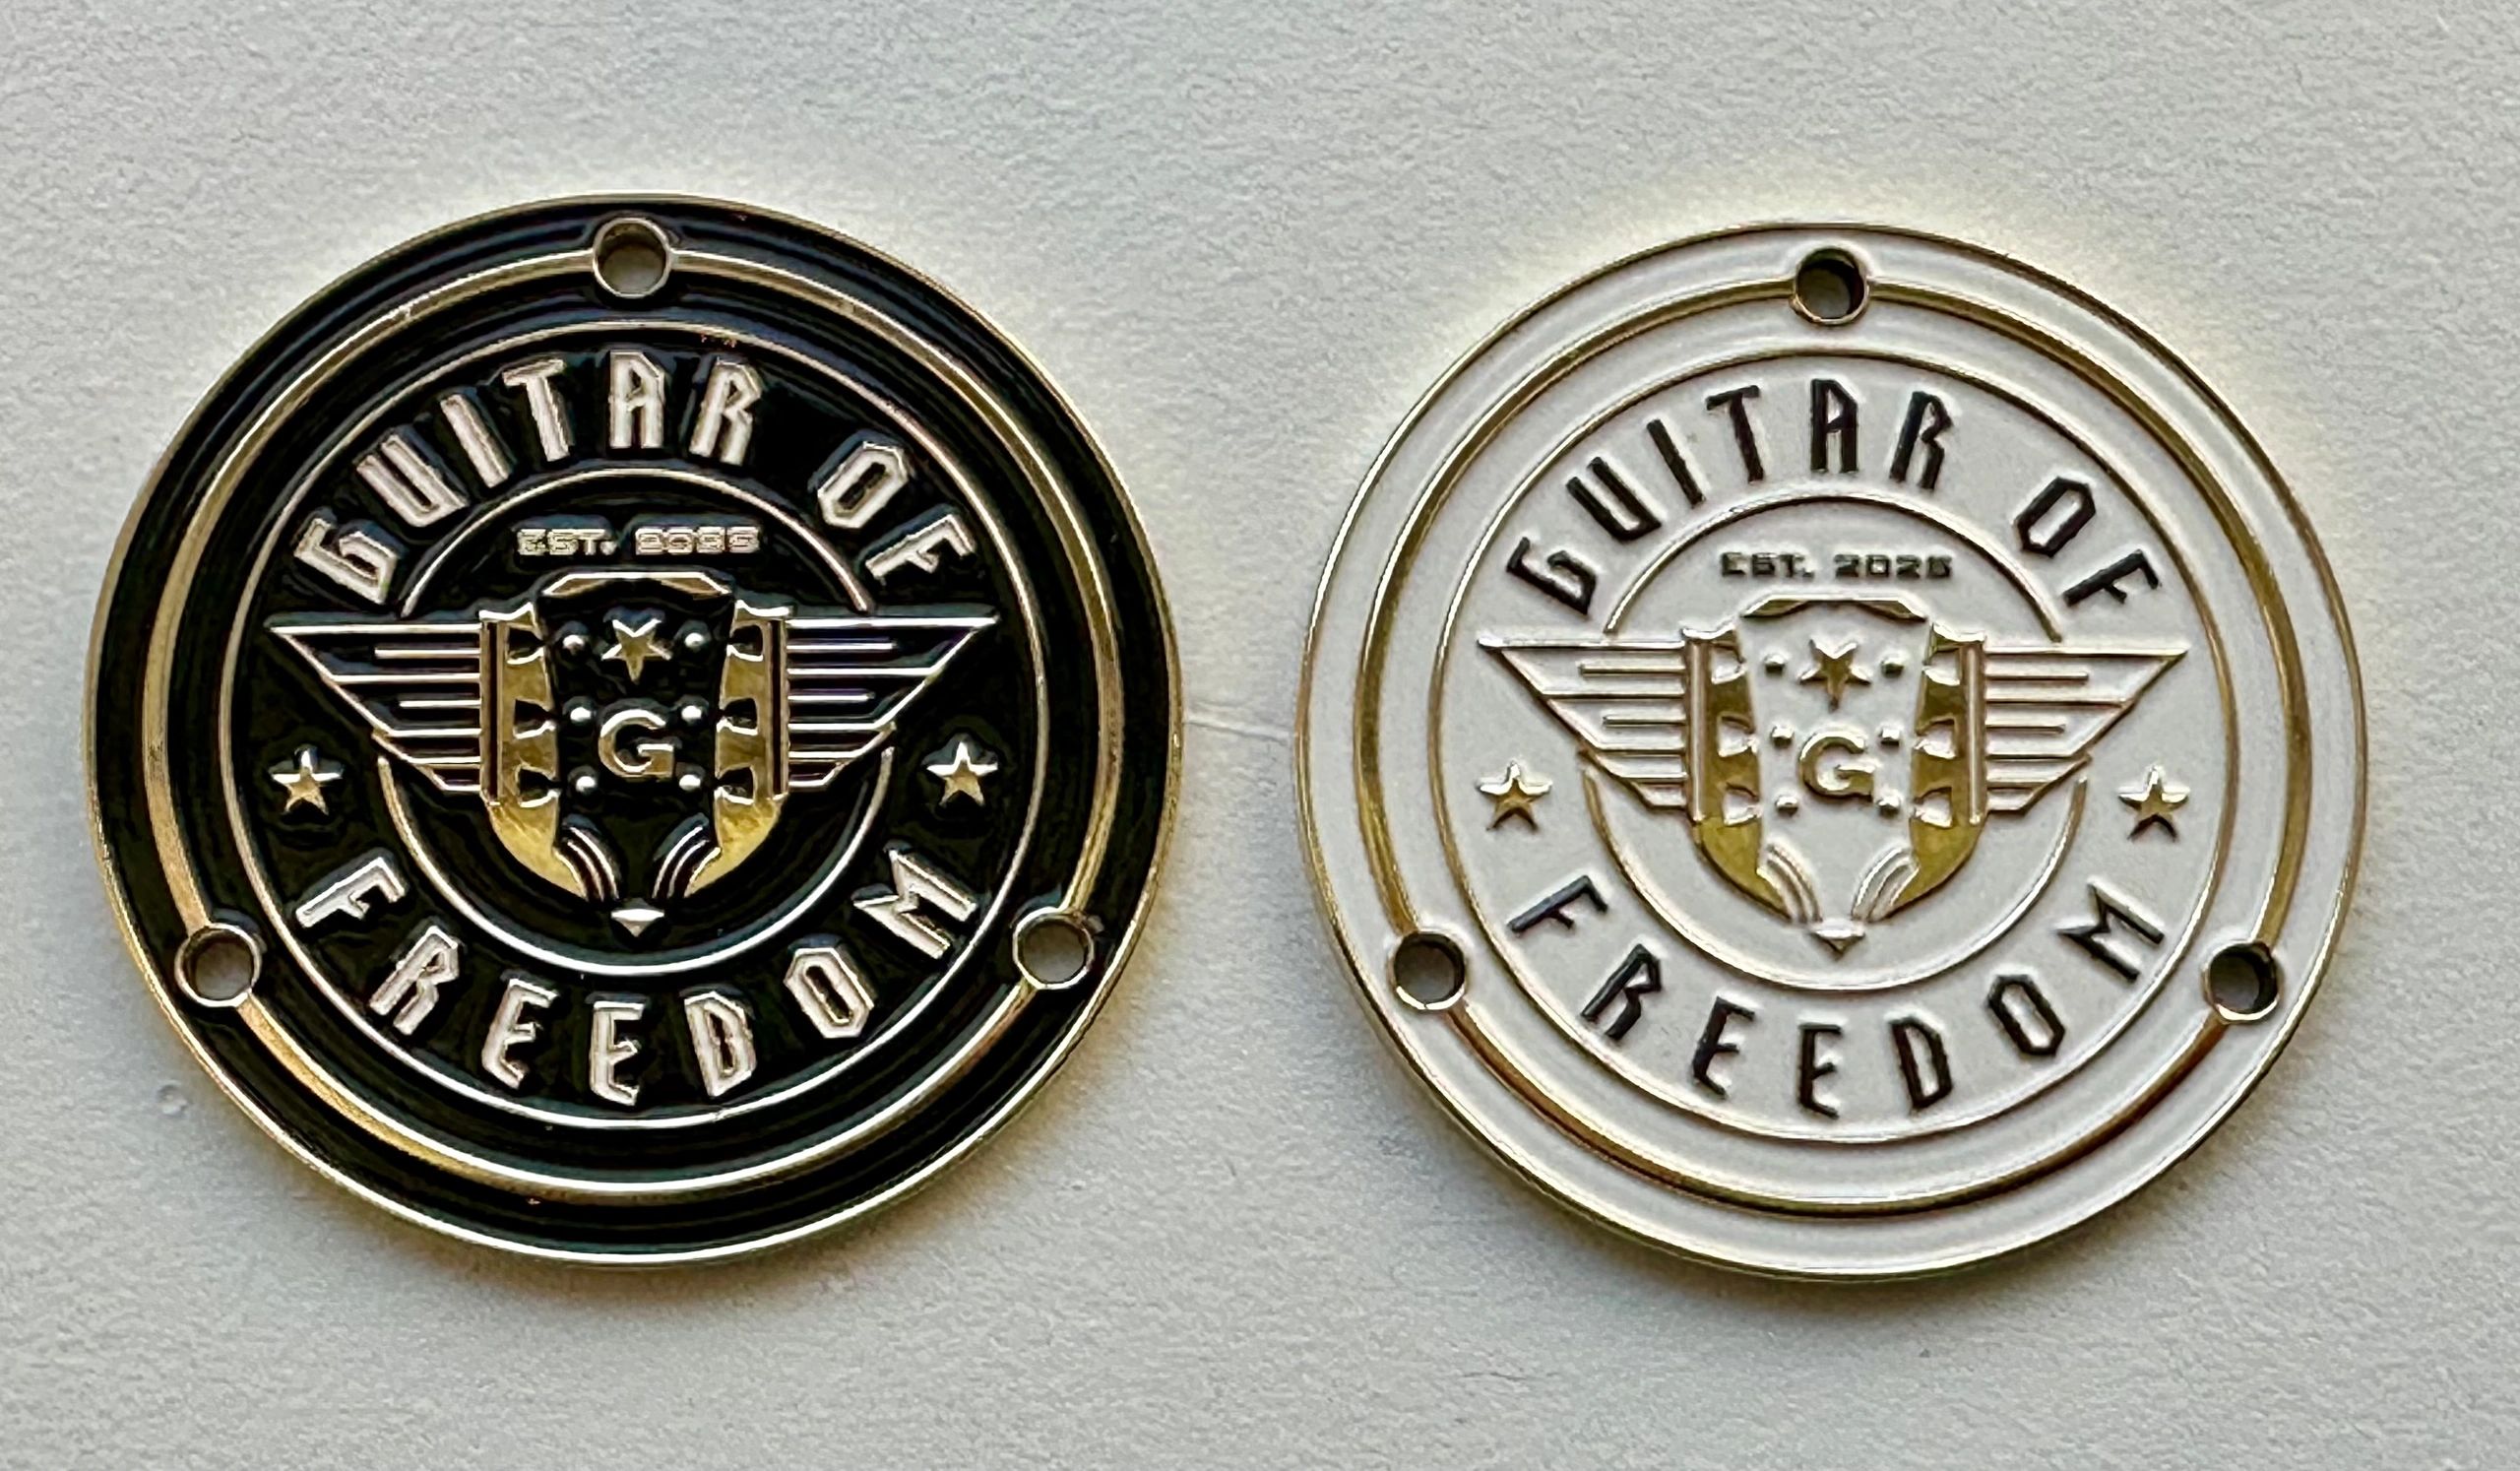 GUITAR OF
EST. 2025
G
FREEDOM
GUITAR OF
EST. 2025
G
FREEDOM